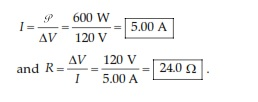 I = 𝒫/ΔV = 600 W/120 V = 5.00 A
and R = ΔV/I = 120 V/5.00 A = 24.0 Ω .